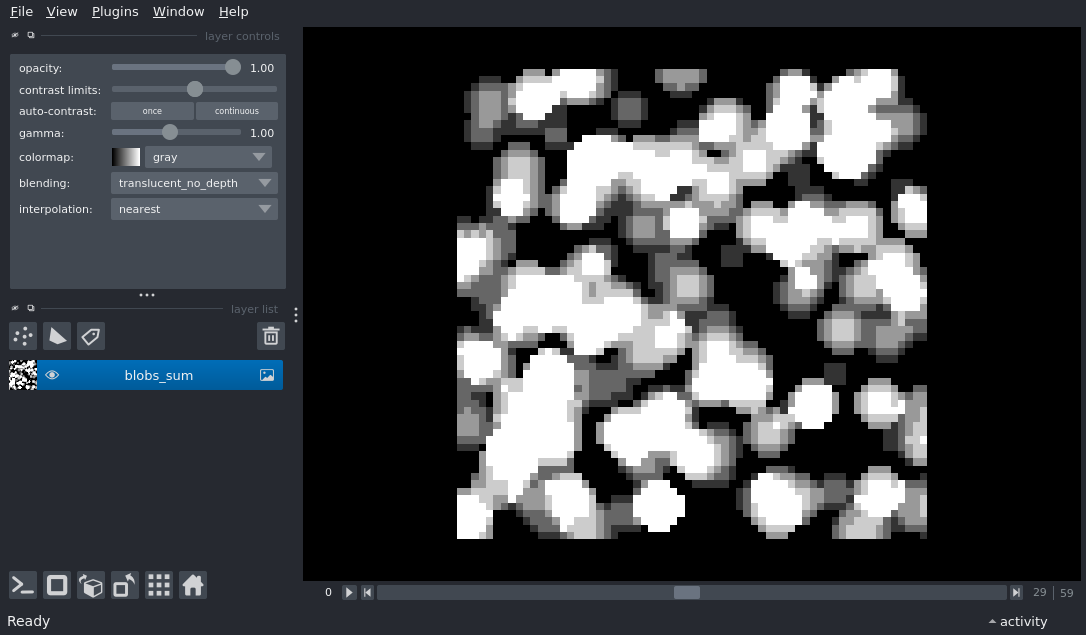 File View Plugins Window Help
layer controls
opacity: 1.00
contrast limits:
auto-contrast: once continuous
gamma: 1.00
colormap: gray
blending: translucent_no_depth
interpolation: nearest
layer list
blobs_sum
0 29 59
Ready activity